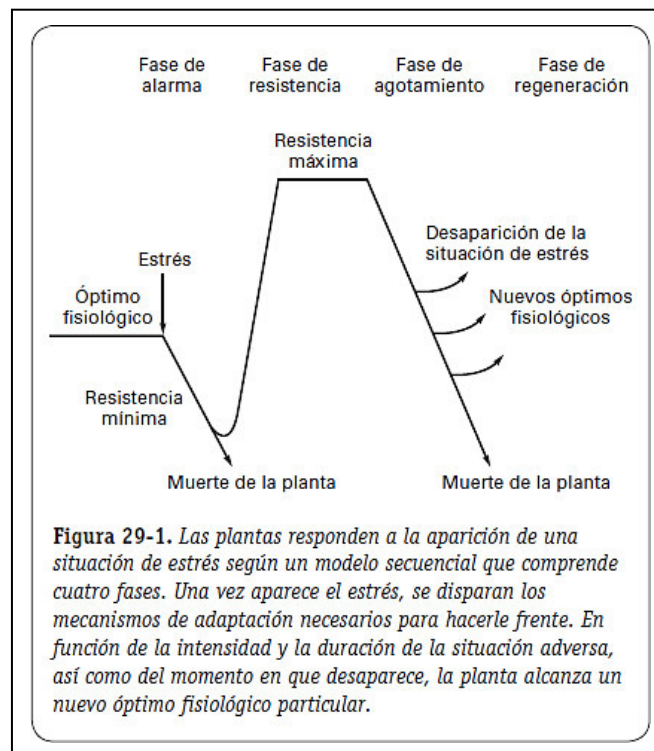 Fase de alarma
Fase de resistencia
Fase de agotamiento
Fase de regeneración
Resistencia máxima
Desaparición de la situación de estrés
Estrés
Óptimo fisiológico
Nuevos óptimos fisiológicos
Resistencia mínima
Muerte de la planta
Muerte de la planta
Figura 29-1. Las plantas responden a la aparición de una
situación de estrés según un modelo secuencial que comprende
cuatro fases. Una vez aparece el estrés, se disparan los
mecanismos de adaptación necesarios para hacerle frente. En
función de la intensidad y la duración de la situación adversa,
así como del momento en que desaparece, la planta alcanza un
nuevo óptimo fisiológico particular.